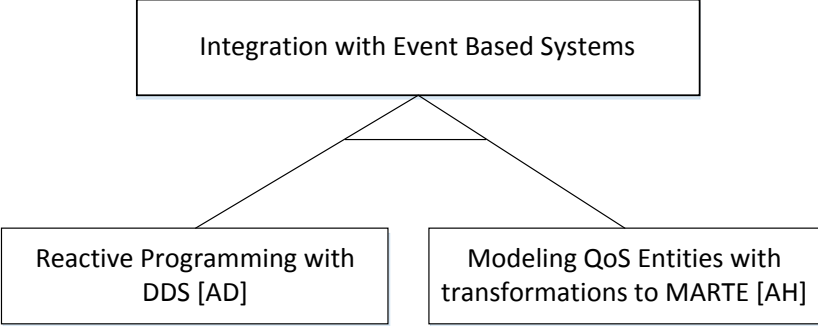 Integration with Event Based Systems
Reactive Programming with
DDS [AD]
Modeling QoS Entities with
transformations to MARTE [AH]